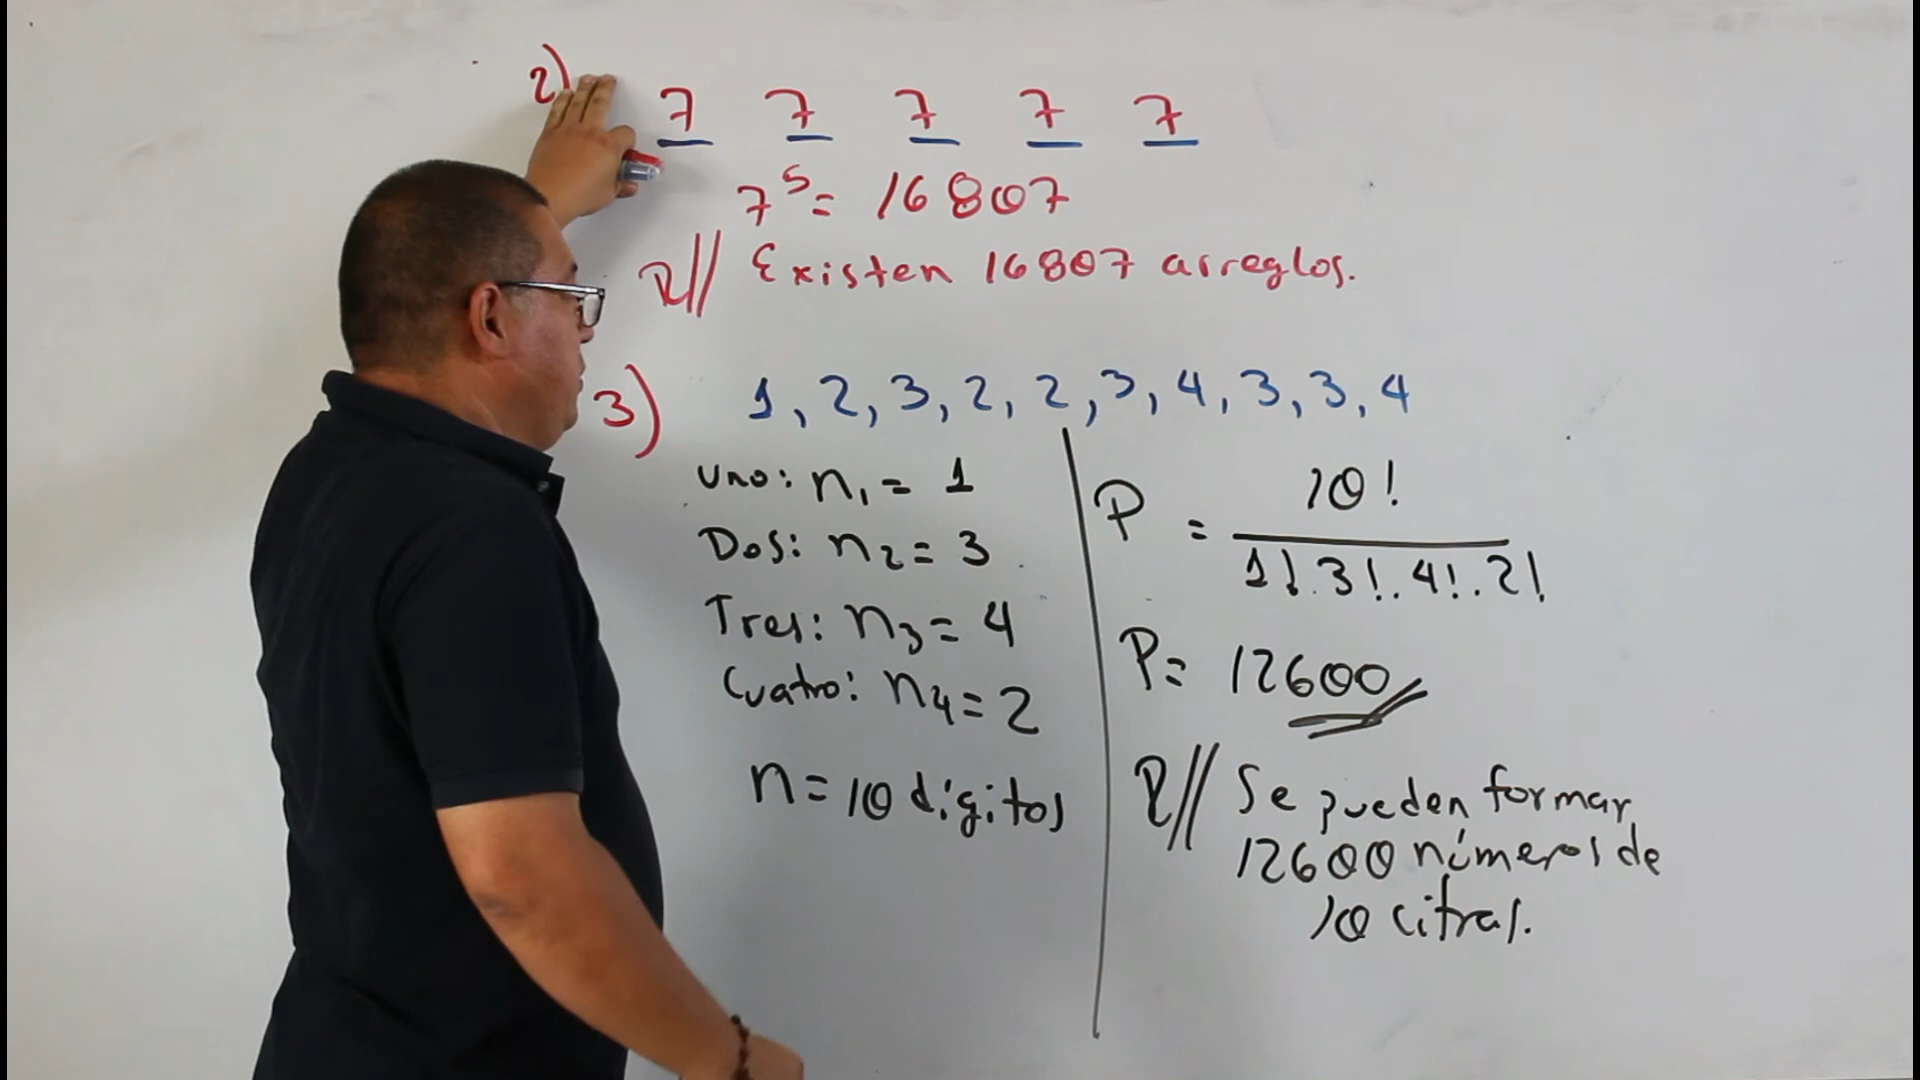 2)
7 7 7 7 7
7⁵ = 16807
R// Existen 16807 arreglos.
3) 1, 2, 3, 2, 2, 3, 4, 3, 3, 4
Uno: n₁ = 1
Dos: n₂ = 3
Tres: n₃ = 4
Cuatro: n₄ = 2
n = 10 dígitos
P = 10! / 1!.3!.4!.2!
P = 12600
R// Se pueden formar
12600 números de
10 cifras.